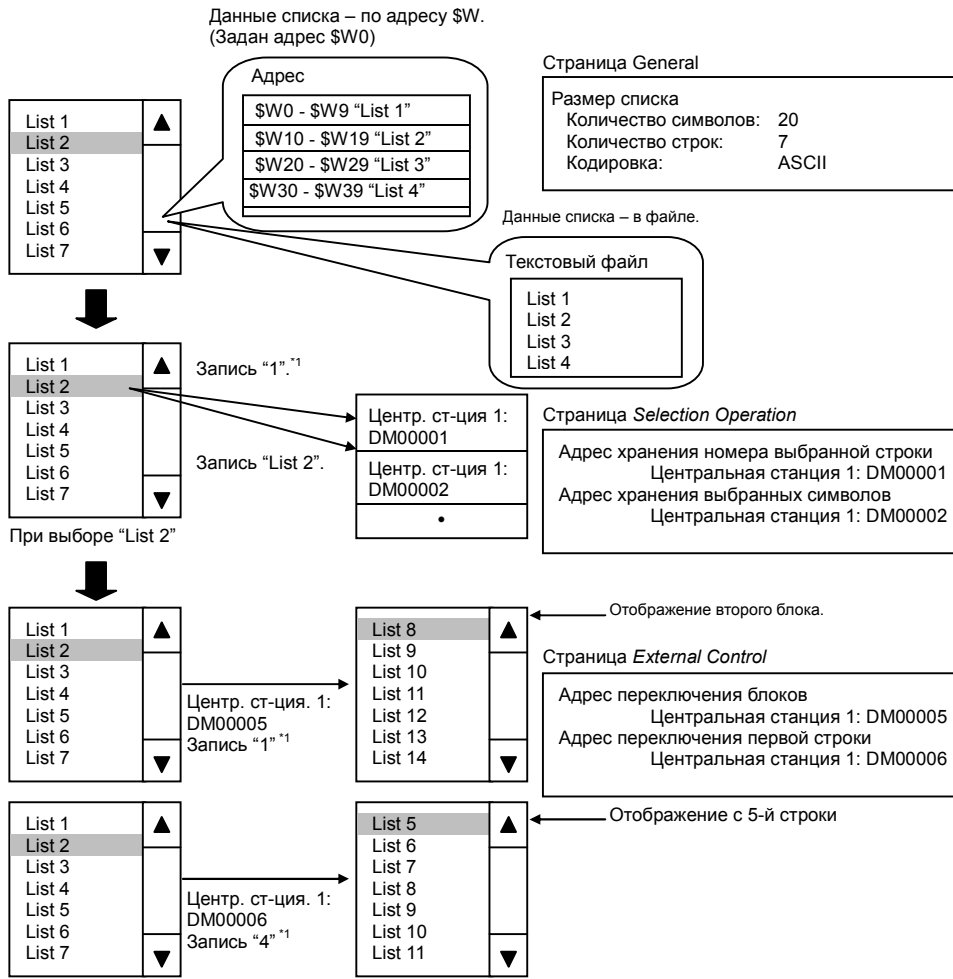 Данные списка – по адресу $W.
(Задан адрес $W0)
Адрес
$W0 - $W9 “List 1”
$W10 - $W19 “List 2”
$W20 - $W29 “List 3”
$W30 - $W39 “List 4”
Страница General
Размер списка
Количество символов: 20
Количество строк: 7
Кодировка: ASCII
List 1
List 2
List 3
List 4
List 5
List 6
List 7
Данные списка – в файле.
Текстовый файл
List 1
List 2
List 3
List 4
List 1
List 2
List 3
List 4
List 5
List 6
List 7
При выборе “List 2”
Запись “1”.*1
Запись “List 2”.
Центр. ст-ция 1:
DM00001
Центр. ст-ция 1:
DM00002
•
Страница Selection Operation
Адрес хранения номера выбранной строки
Центральная станция 1: DM00001
Адрес хранения выбранных символов
Центральная станция 1: DM00002
List 1
List 2
List 3
List 4
List 5
List 6
List 7
Центр. ст-ция. 1:
DM00005
Запись “1” *1
List 8
List 9
List 10
List 11
List 12
List 13
List 14
Отображение второго блока.
Страница External Control
Адрес переключения блоков
Центральная станция 1: DM00005
Адрес переключения первой строки
Центральная станция 1: DM00006
List 1
List 2
List 3
List 4
List 5
List 6
List 7
Центр. ст-ция. 1:
DM00006
Запись “4” *1
List 5
List 6
List 7
List 8
List 9
List 10
List 11
Отображение с 5-й строки